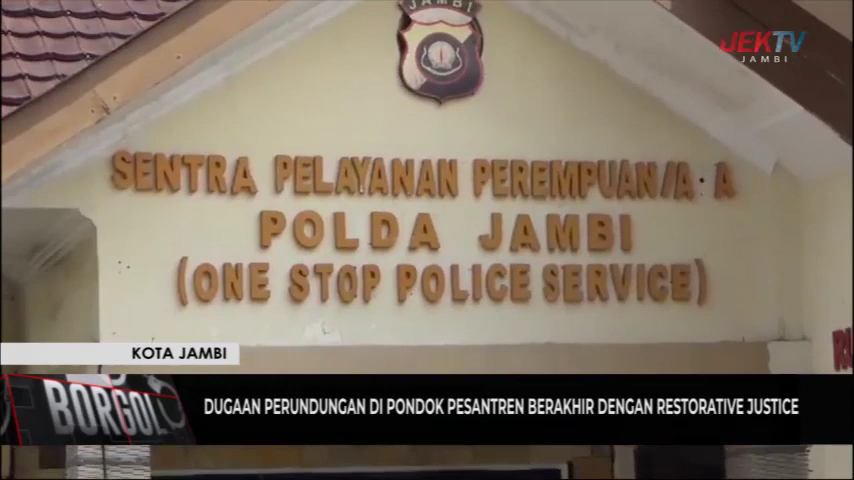 JAMBI
JEKTV
JAMBI
SENTRA PELAYANAN PEREMPUAN/A A
POLDA JAMBI
(ONE STOP POLICE SERVICE)
KOTA JAMBI
BORGOL
DUGAAN PERUNDUNGAN DI PONDOK PESANTREN BERAKHIR DENGAN RESTORATIVE JUSTICE